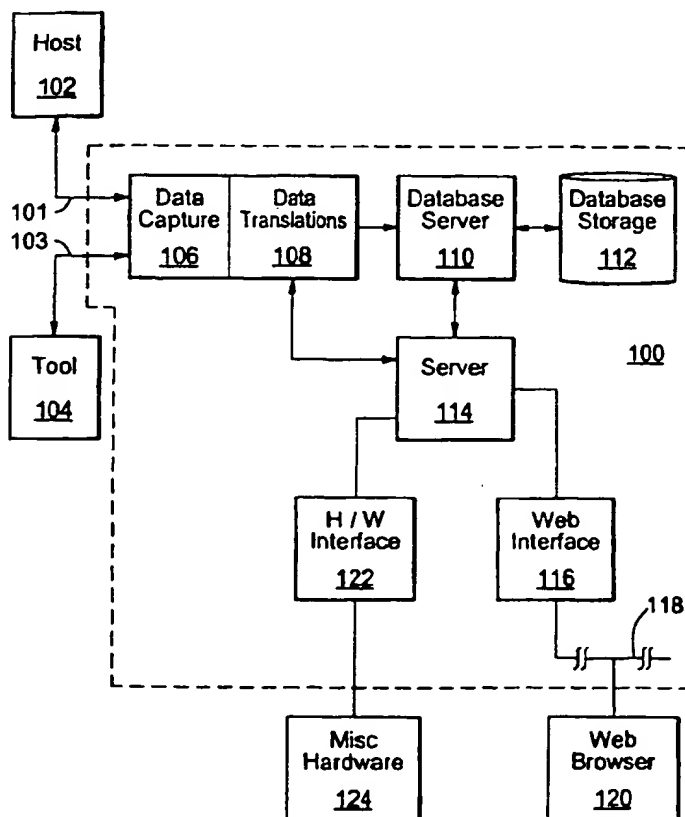 Host
102
101
103
Data
Capture
106
Data
Translations
108
Database
Server
110
Database
Storage
112
Tool
104
Server
114
100
H / W
Interface
122
Web
Interface
116
118
Misc
Hardware
124
Web
Browser
120